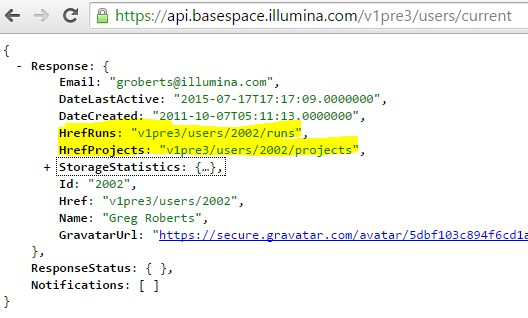 https://api.basespace.illumina.com/v1pre3/users/current
{
- Response: {
Email: "groberts@illumina.com",
DateLastActive: "2015-07-17T17:17:09.0000000",
DateCreated: "2011-10-07T05:11:13.0000000",
HrefRuns: "v1pre3/users/2002/runs",
HrefProjects: "v1pre3/users/2002/projects",
+ StorageStatistics: {…},
Id: "2002",
Href: "v1pre3/users/2002",
Name: "Greg Roberts",
GravatarUrl: "https://secure.gravatar.com/avatar/5dbf103c894f6cd1a
},
ResponseStatus: { },
Notifications: [ ]
}